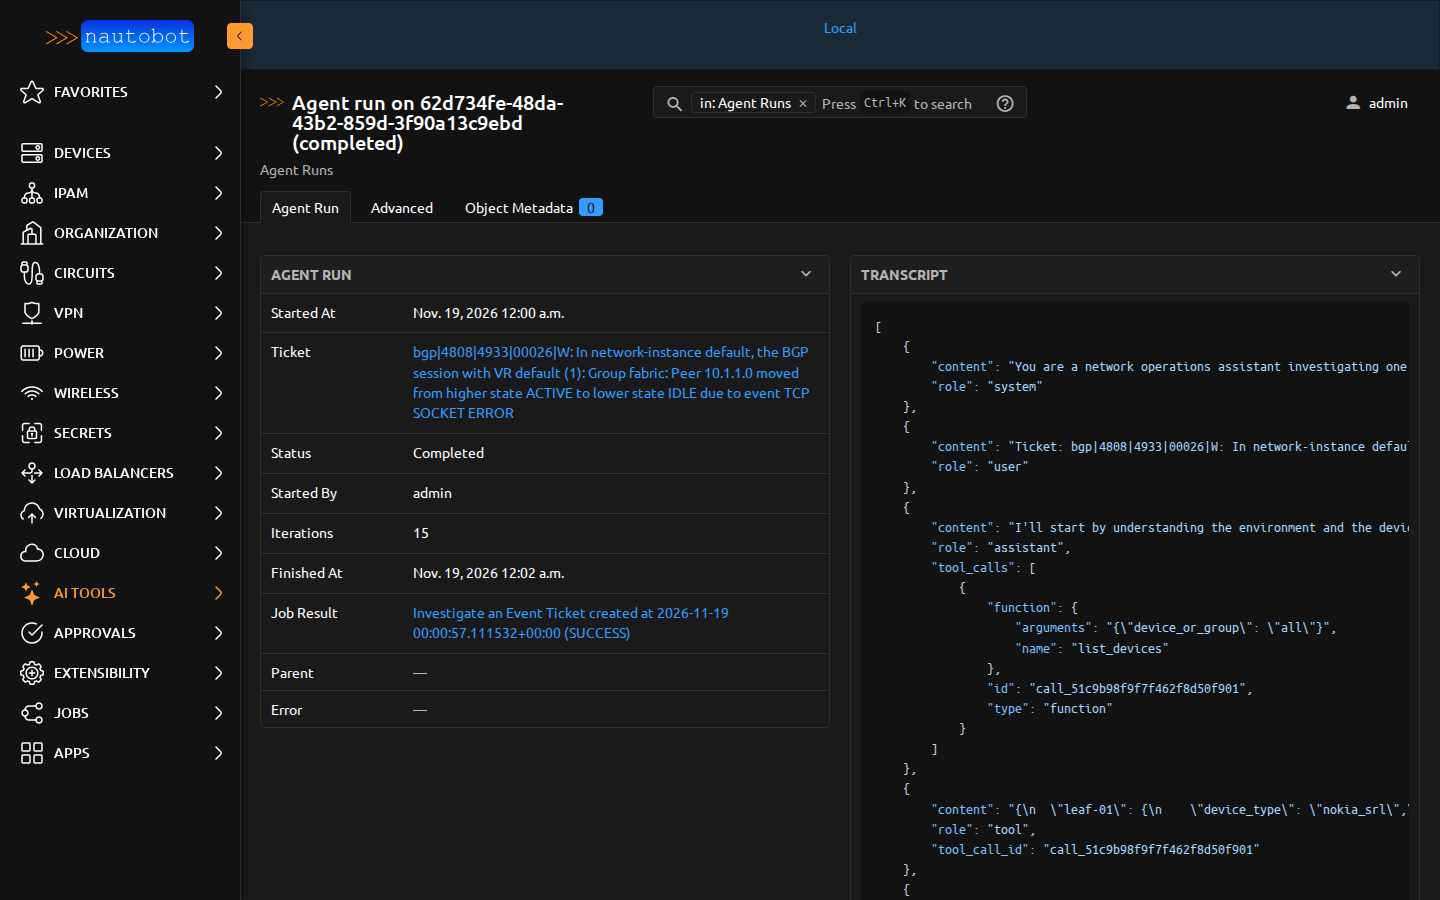 >>> nautobot
FAVORITES
DEVICES
IPAM
ORGANIZATION
CIRCUITS
VPN
POWER
WIRELESS
SECRETS
LOAD BALANCERS
VIRTUALIZATION
CLOUD
AI TOOLS
APPROVALS
EXTENSIBILITY
JOBS
APPS
Local
>>> Agent run on 62d734fe-48da-
43b2-859d-3f90a13c9ebd
(completed)
in: Agent Runs × Press Ctrl+K to search
admin
Agent Runs
Agent Run Advanced Object Metadata 0
AGENT RUN
Started At Nov. 19, 2026 12:00 a.m.
Ticket bgp|4808|4933|00026|W: In network-instance default, the BGP
session with VR default (1): Group fabric: Peer 10.1.1.0 moved
from higher state ACTIVE to lower state IDLE due to event TCP
SOCKET ERROR
Status Completed
Started By admin
Iterations 15
Finished At Nov. 19, 2026 12:02 a.m.
Job Result Investigate an Event Ticket created at 2026-11-19
00:00:57.111532+00:00 (SUCCESS)
Parent —
Error —
TRANSCRIPT
[
{
"content": "You are a network operations assistant investigating one
"role": "system"
},
{
"content": "Ticket: bgp|4808|4933|00026|W: In network-instance defau
"role": "user"
},
{
"content": "I'll start by understanding the environment and the devi
"role": "assistant",
"tool_calls": [
{
"function": {
"arguments": "{\"device_or_group\": \"all\"}",
"name": "list_devices"
},
"id": "call_51c9b98f9f7f462f8d50f901",
"type": "function"
}
]
},
{
"content": "{\n \"leaf-01\": {\n \"device_type\": \"nokia_srl\",
"role": "tool",
"tool_call_id": "call_51c9b98f9f7f462f8d50f901"
},
{